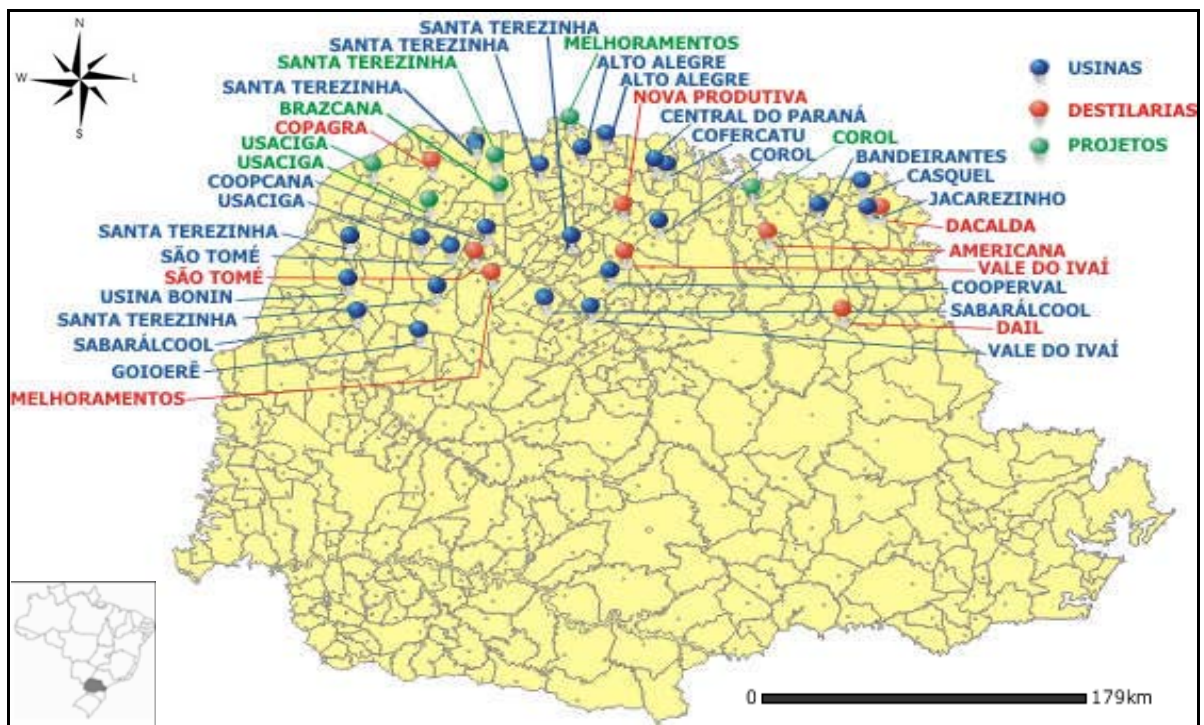 N
W
L
S
SANTA TEREZINHA
SANTA TEREZINHA
SANTA TEREZINHA
SANTA TEREZINHA
BRAZCANA
COPAGRA
USACIGA
USACIGA
COOPCANA
USACIGA
SANTA TEREZINHA
SÃO TOMÉ
SÃO TOMÉ
USINA BONIN
SANTA TEREZINHA
SABARÁLCOOL
GOIOERÊ
MELHORAMENTOS
MELHORAMENTOS
ALTO ALEGRE
ALTO ALEGRE
NOVA PRODUTIVA
CENTRAL DO PARANÁ
COFERCATU
COROL
COROL
BANDEIRANTES
CASQUEL
JACAREZINHO
DACALDA
AMERICANA
VALE DO IVAÍ
COOPERVAL
SABARÁLCOOL
DAIL
VALE DO IVAÍ
USINAS
DESTILARIAS
PROJETOS
0 179km